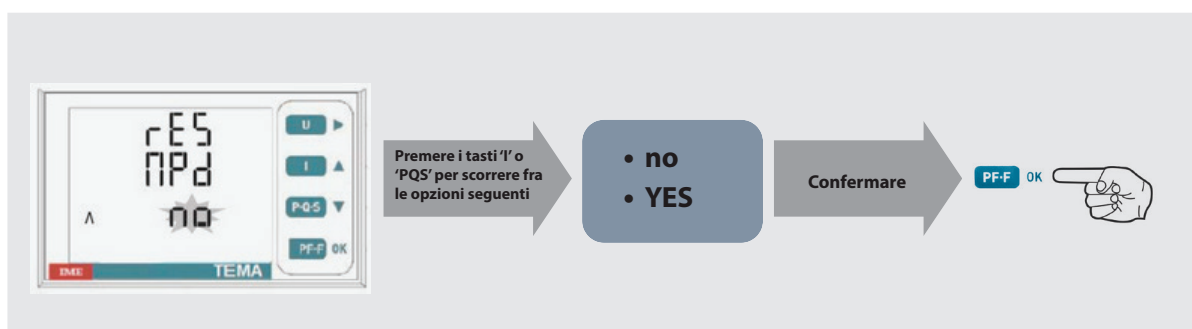 rES
MPd
no
Λ
U
I
P-Q-S
PF-F OK
IME
TEMA
Premere i tasti 'I' o
'PQS' per scorrere fra
le opzioni seguenti
• no
• YES
Confermare
PF-F OK